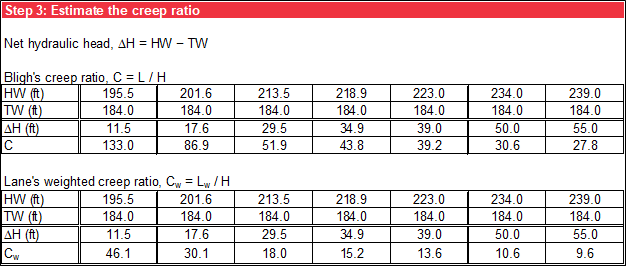 Step 3: Estimate the creep ratio
Net hydraulic head, ΔH = HW − TW
Bligh's creep ratio, C = L / H
HW (ft) 195.5 201.6 213.5 218.9 223.0 234.0 239.0
TW (ft) 184.0 184.0 184.0 184.0 184.0 184.0 184.0
ΔH (ft) 11.5 17.6 29.5 34.9 39.0 50.0 55.0
C 133.0 86.9 51.9 43.8 39.2 30.6 27.8
Lane's weighted creep ratio, Cw = Lw / H
HW (ft) 195.5 201.6 213.5 218.9 223.0 234.0 239.0
TW (ft) 184.0 184.0 184.0 184.0 184.0 184.0 184.0
ΔH (ft) 11.5 17.6 29.5 34.9 39.0 50.0 55.0
Cw 46.1 30.1 18.0 15.2 13.6 10.6 9.6